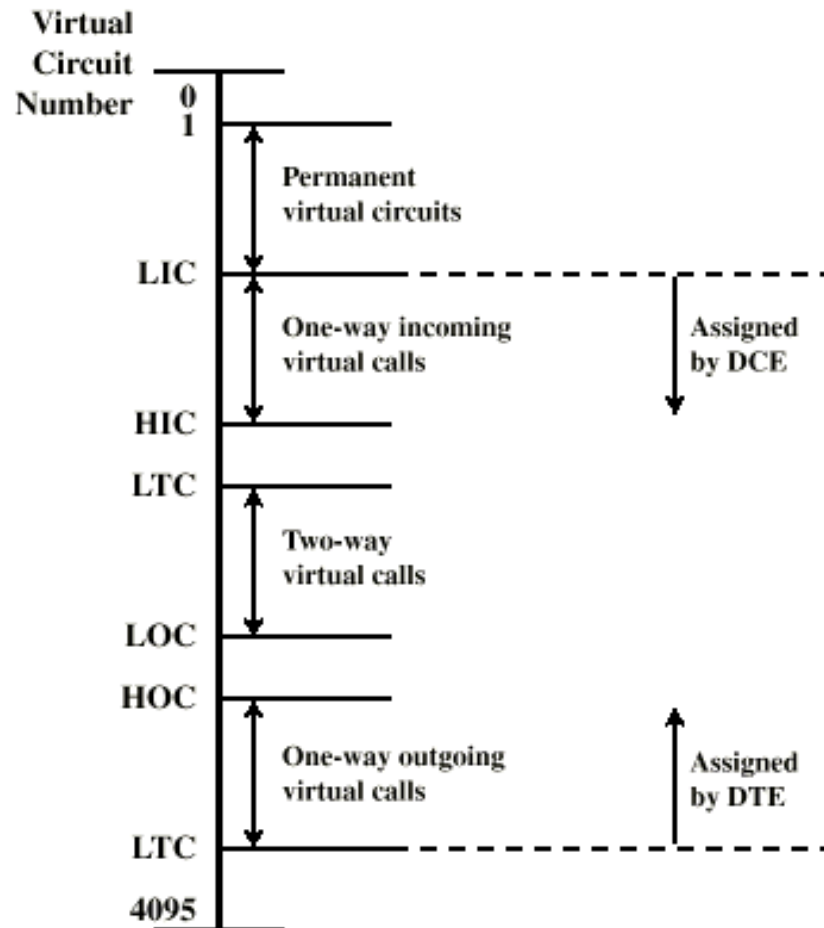 Virtual
Circuit
Number
0
1
Permanent
virtual circuits
LIC
One-way incoming
virtual calls
Assigned
by DCE
HIC
LTC
Two-way
virtual calls
LOC
HOC
One-way outgoing
virtual calls
Assigned
by DTE
LTC
4095